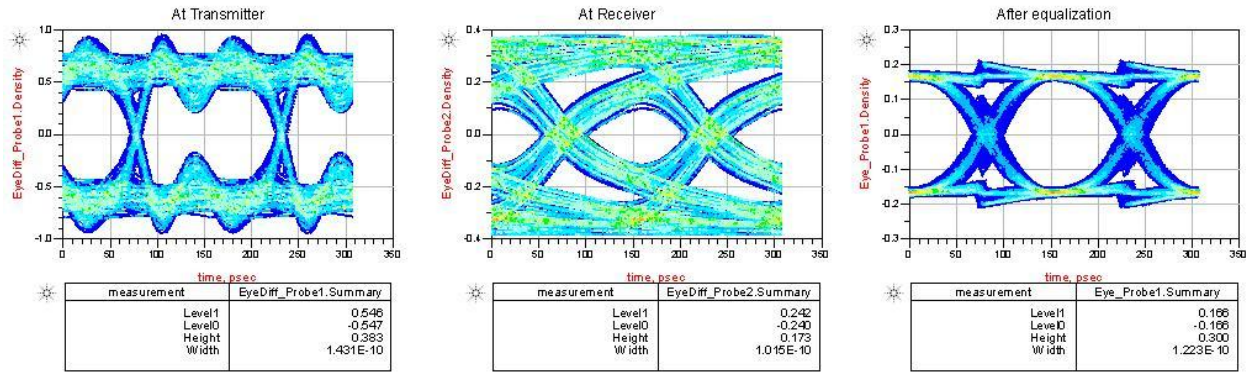 At Transmitter
EyeDiff_Probe1.Density
1.0
0.5
0.0
-0.5
-1.0
0 50 100 150 200 250 300 350
time, psec
measurement EyeDiff_Probe1.Summary
Level1 0.546
Level0 -0.547
Height 0.383
Width 1.431E-10
At Receiver
EyeDiff_Probe2.Density
0.4
0.2
0.0
-0.2
-0.4
0 50 100 150 200 250 300 350
time, psec
measurement EyeDiff_Probe2.Summary
Level1 0.242
Level0 -0.240
Height 0.173
Width 1.015E-10
After equalization
Eye_Probe1.Density
0.3
0.2
0.1
0.0
-0.1
-0.2
-0.3
0 50 100 150 200 250 300 350
time, psec
measurement Eye_Probe1.Summary
Level1 0.166
Level0 -0.166
Height 0.300
Width 1.223E-10